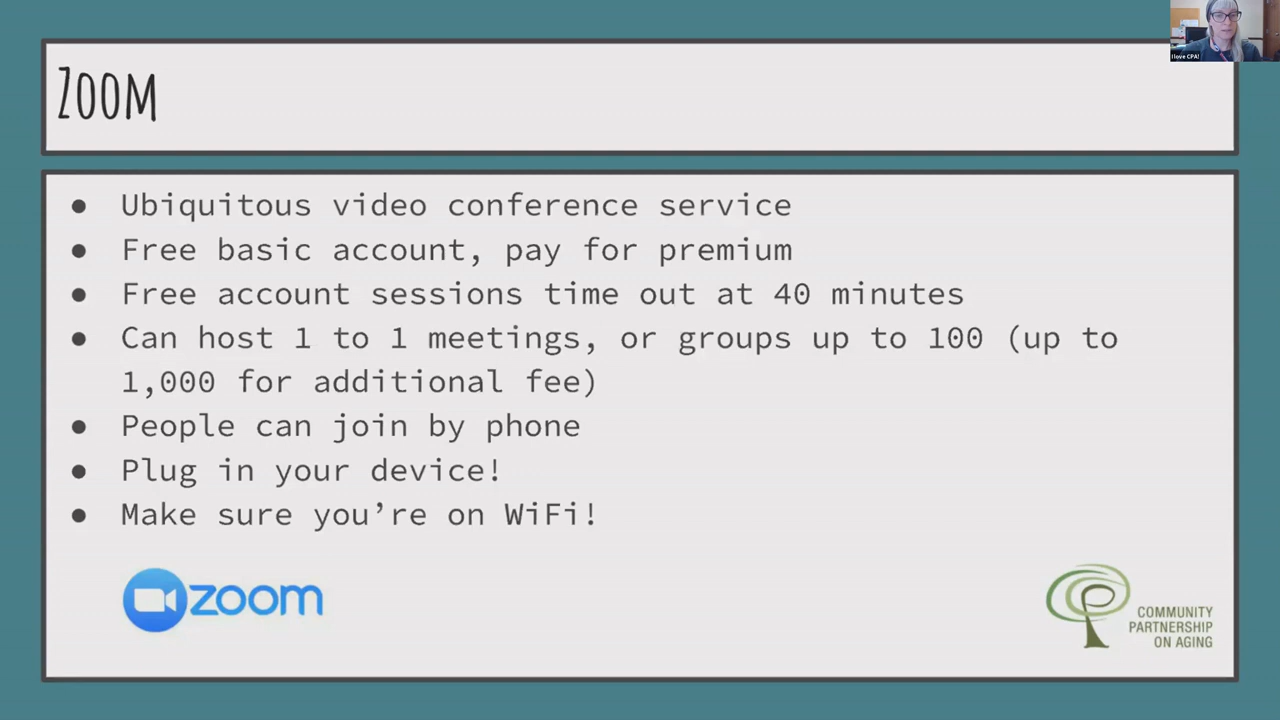 I love CPA!
Zoom
● Ubiquitous video conference service
● Free basic account, pay for premium
● Free account sessions time out at 40 minutes
● Can host 1 to 1 meetings, or groups up to 100 (up to
1,000 for additional fee)
● People can join by phone
● Plug in your device!
● Make sure you’re on WiFi!
zoom
COMMUNITY
PARTNERSHIP
ON AGING